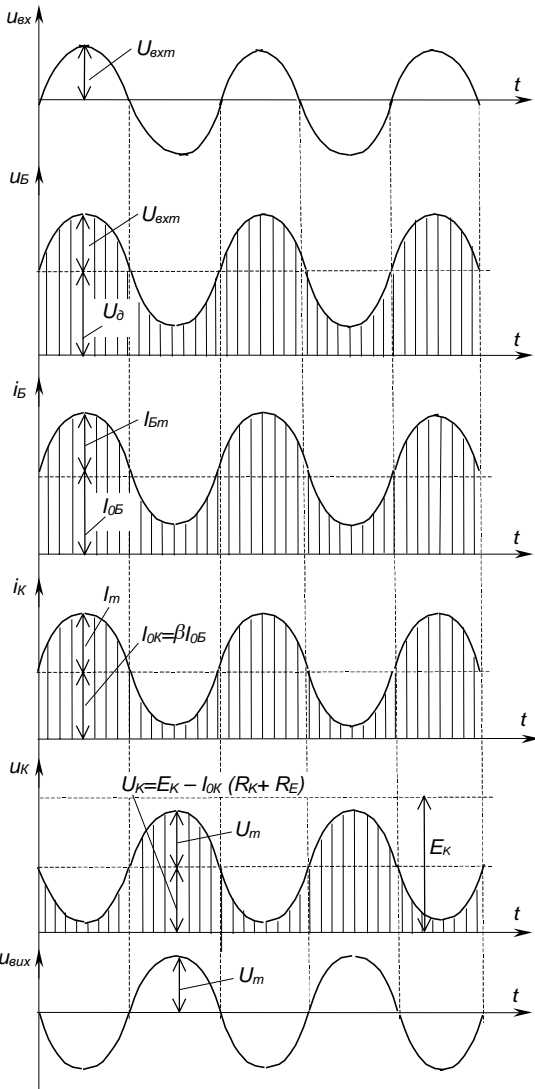 uвх
Uвхm
t
uБ
Uвхm
Uд
t
iБ
IБm
I0Б
t
iК
Im
I0К=βI0Б
t
uК
UК=EК – I0К (RК+ RЕ)
Um
EК
t
uвих
Um
t